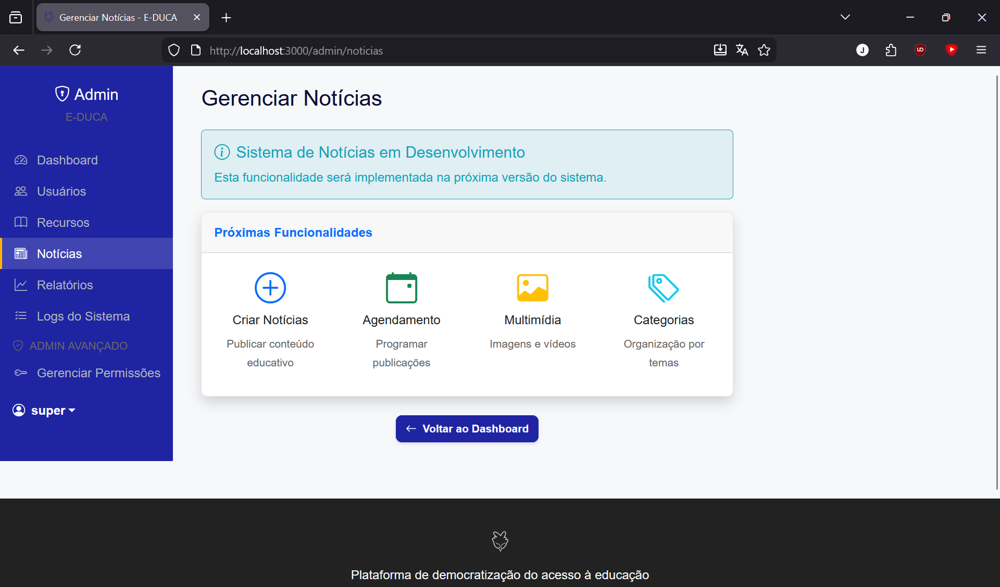 Gerenciar Notícias - E-DUCA
http://localhost:3000/admin/noticias
J
Admin
E-DUCA
Dashboard
Usuários
Recursos
Notícias
Relatórios
Logs do Sistema
ADMIN AVANÇADO
Gerenciar Permissões
super
Gerenciar Notícias
Sistema de Notícias em Desenvolvimento
Esta funcionalidade será implementada na próxima versão do sistema.
Próximas Funcionalidades
Criar Notícias
Publicar conteúdo
educativo
Agendamento
Programar
publicações
Multimídia
Imagens e vídeos
Categorias
Organização por
temas
Voltar ao Dashboard
Plataforma de democratização do acesso à educação